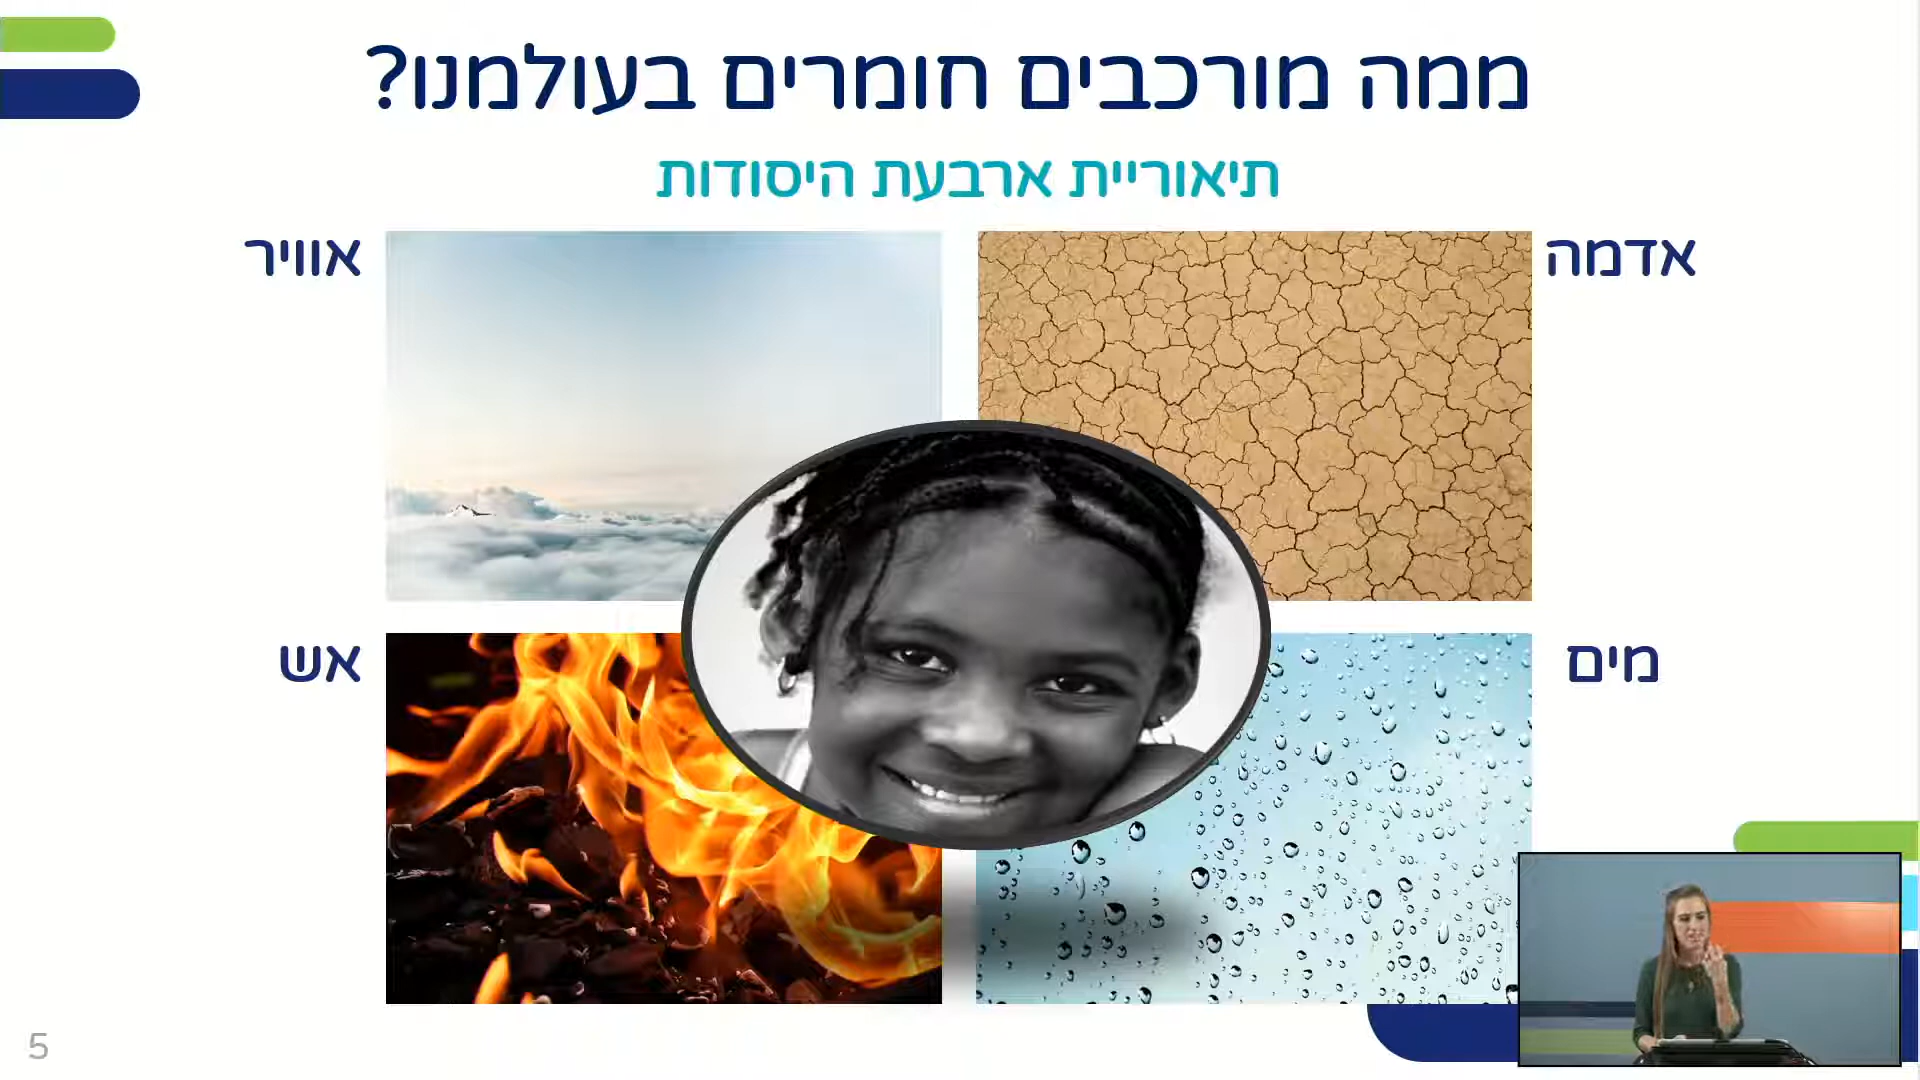 ממה מורכבים חומרים בעולמנו?
תיאוריית ארבעת היסודות
אדמה
אוויר
מים
אש
5